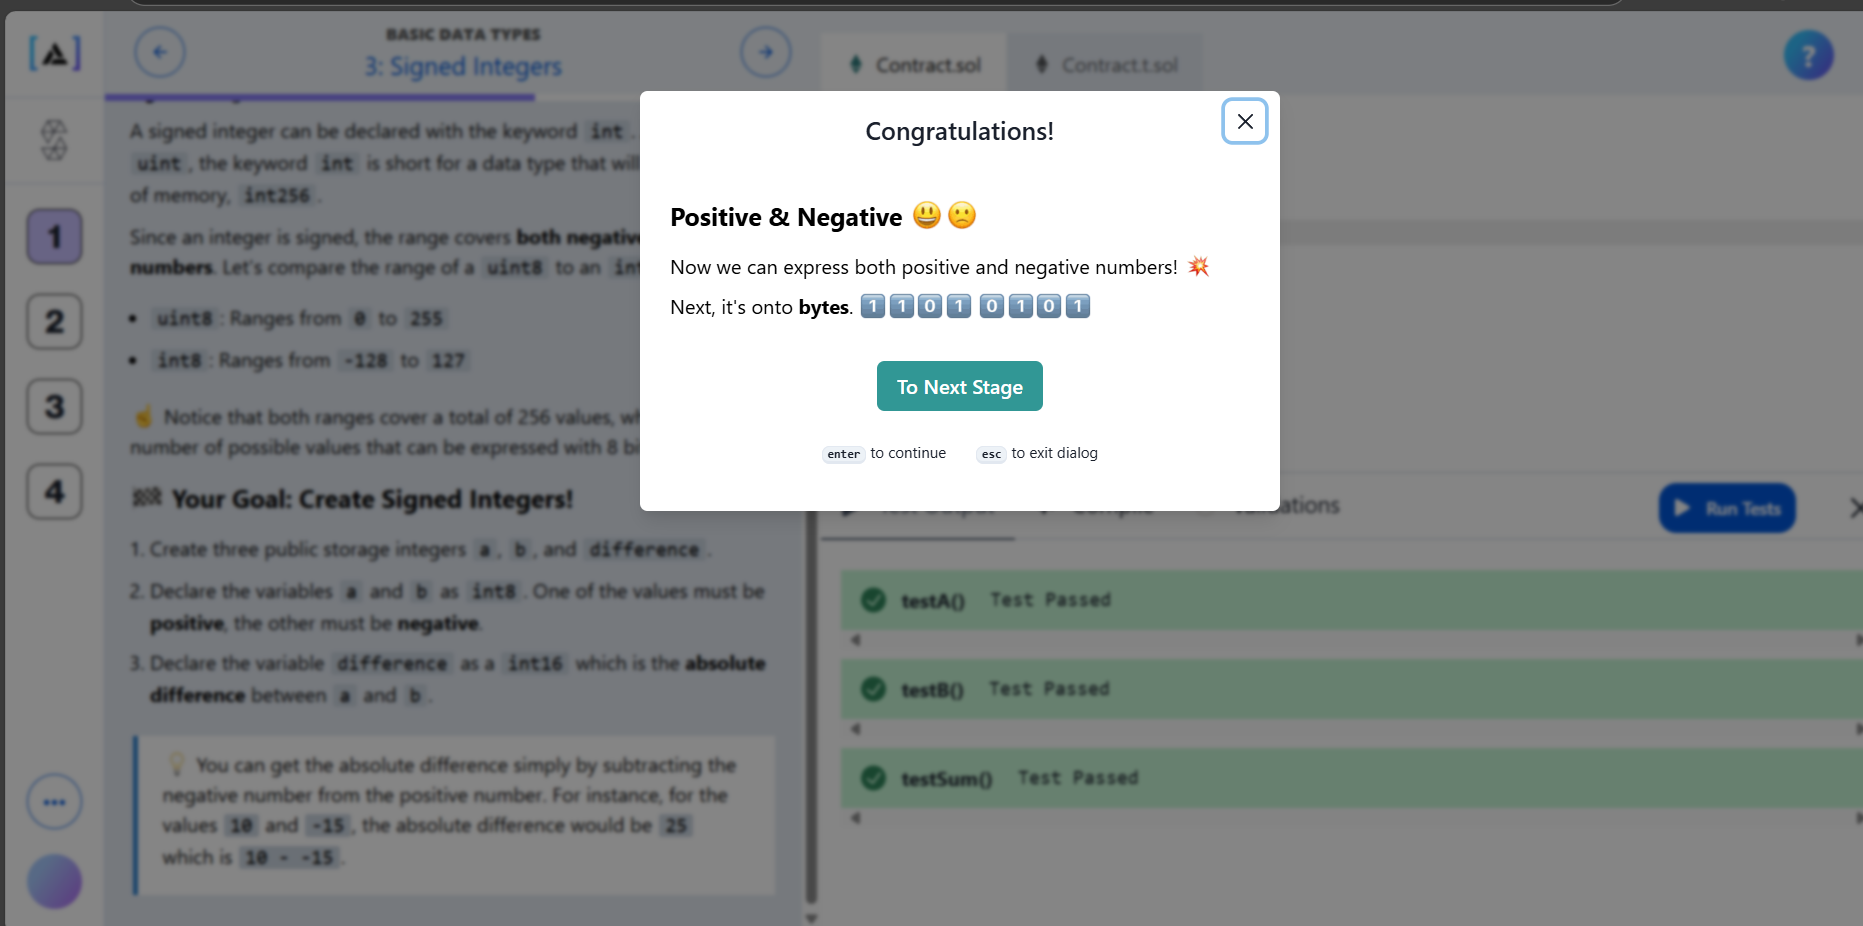 BASIC DATA TYPES
3: Signed Integers
Contract.sol
Contract.t.sol
?
A signed integer can be declared with the keyword int.
uint, the keyword int is short for a data type that will
of memory, int256.
Since an integer is signed, the range covers both negative
numbers. Let's compare the range of a uint8 to an int
uint8: Ranges from 0 to 255
int8: Ranges from -128 to 127
☝ Notice that both ranges cover a total of 256 values, wh
number of possible values that can be expressed with 8 bi
🏁 Your Goal: Create Signed Integers!
1. Create three public storage integers a, b, and difference.
2. Declare the variables a and b as int8. One of the values must be
positive, the other must be negative.
3. Declare the variable difference as a int16 which is the absolute
difference between a and b.
💡 You can get the absolute difference simply by subtracting the
negative number from the positive number. For instance, for the
values 10 and -15, the absolute difference would be 25
which is 10 - -15.
1
2
3
4
Congratulations!
Positive & Negative 😃🙁
Now we can express both positive and negative numbers! 💥
Next, it's onto bytes. 1️⃣1️⃣0️⃣1️⃣ 0️⃣1️⃣0️⃣1️⃣
To Next Stage
enter to continue esc to exit dialog
Run Tests
testA() Test Passed
testB() Test Passed
testSum() Test Passed